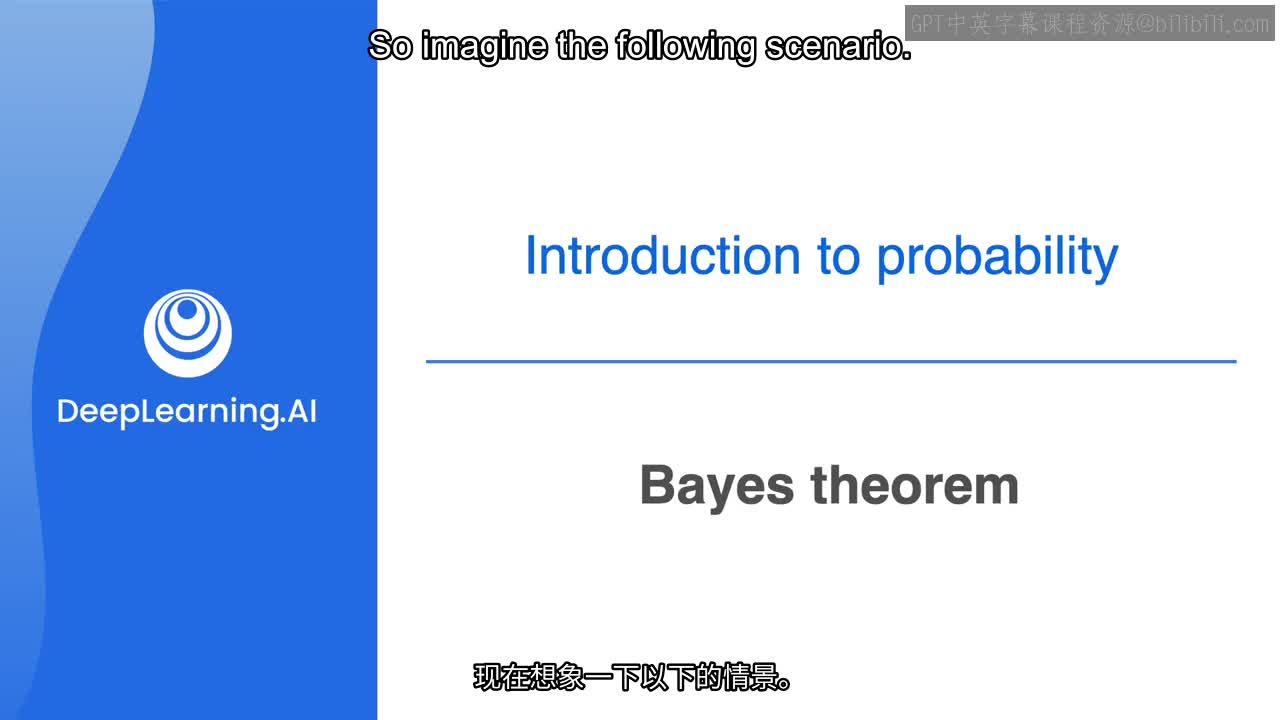 GPT中英字幕课程资源@bilibili.com
So imagine the following scenario.
Introduction to probability
DeepLearning.AI
Bayes theorem
现在想象一下以下的情景。